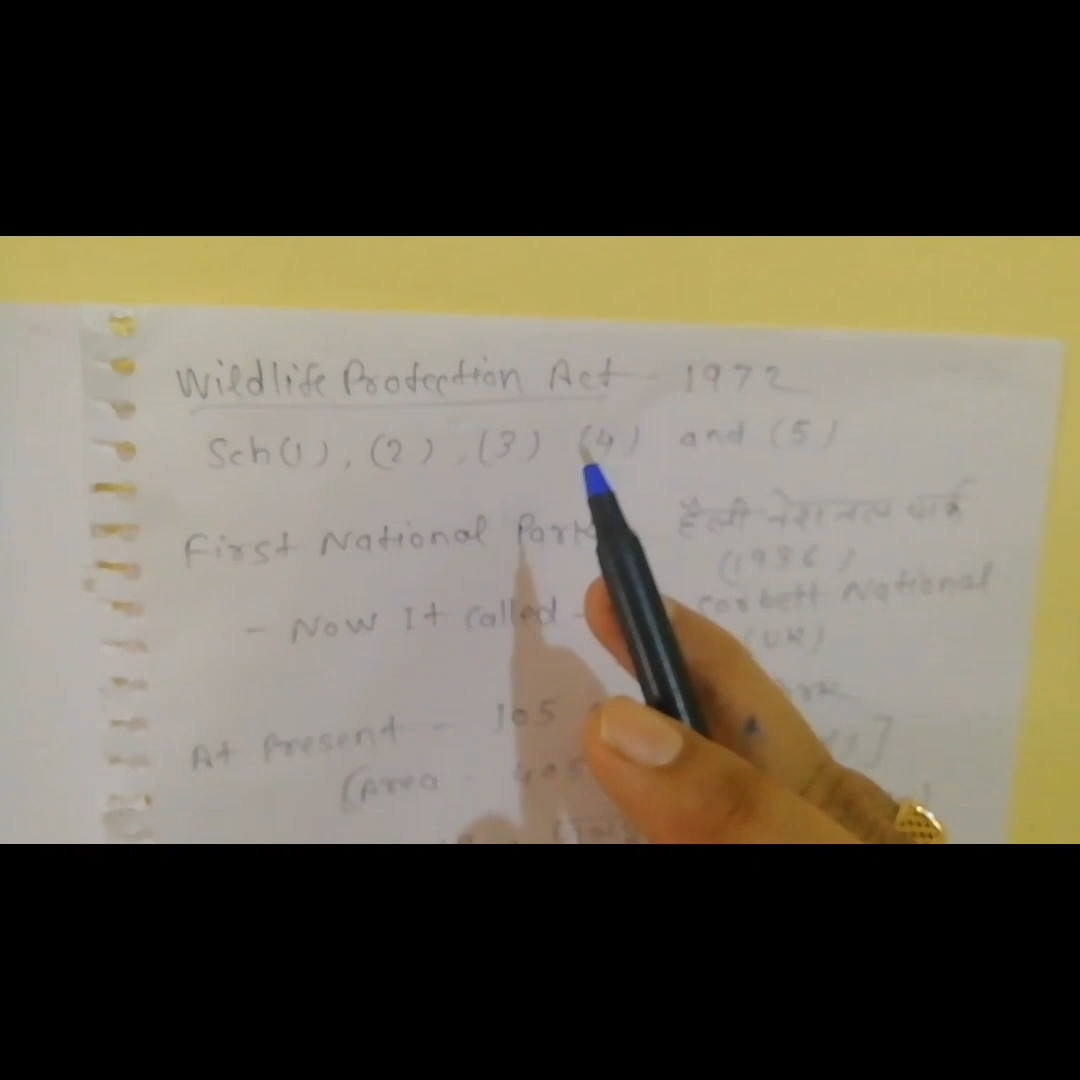 Wildlife Protection Act - 1972
Sch(1), (2), (3) (4) and (5)
First National Park हैली नेशनल पार्क
(1936)
- Now It called - Corbett National
(UK)
At Present - 105
(Area - 405